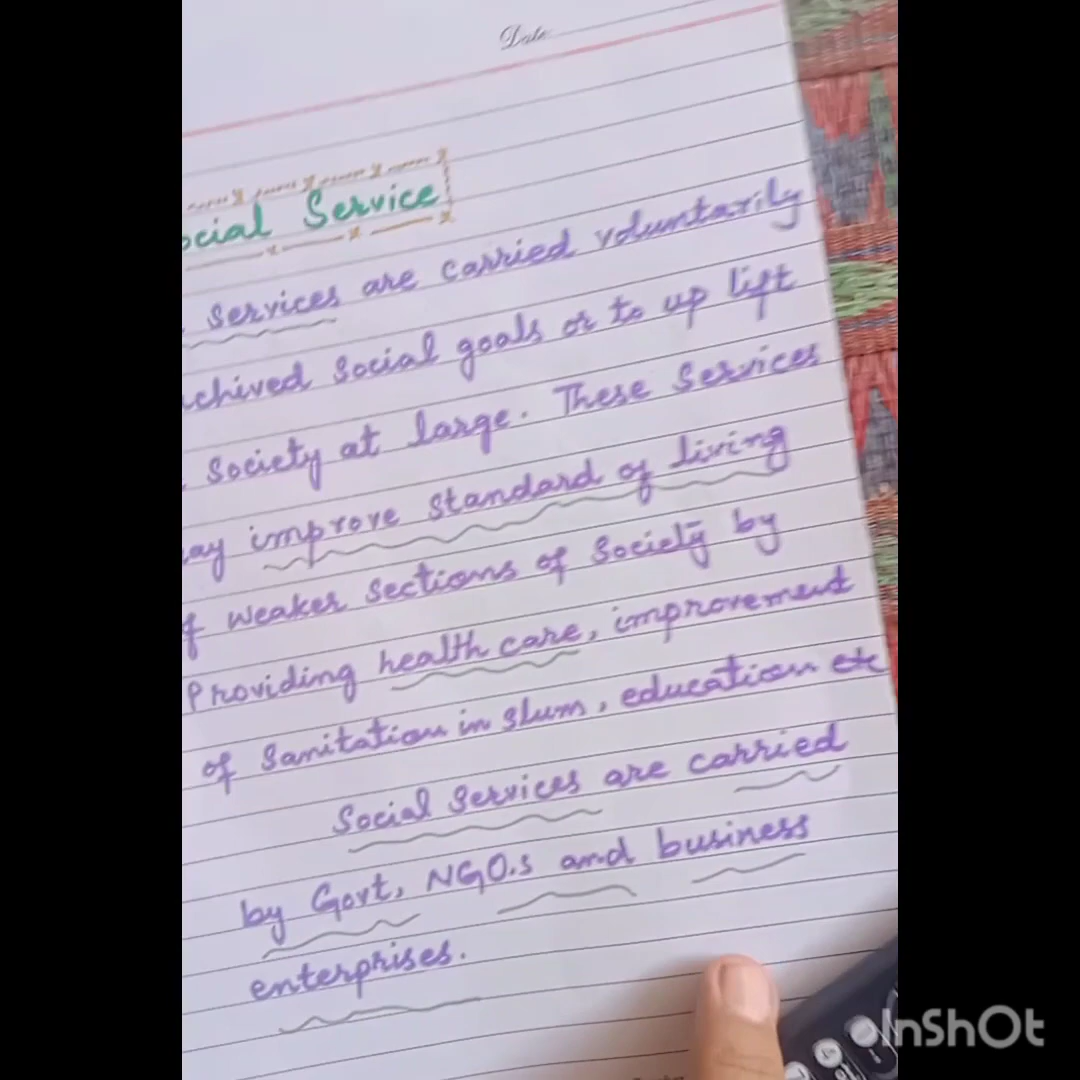 Date
ocial Service
services are carried voluntarily
chived social goals or to up lift
society at large. These services
ay improve standard of living
f weaker sections of society by
Providing health care, improvement
of sanitation in slum, education etc
Social services are carried
by Govt, NGO.s and business
enterprises.
InShOt